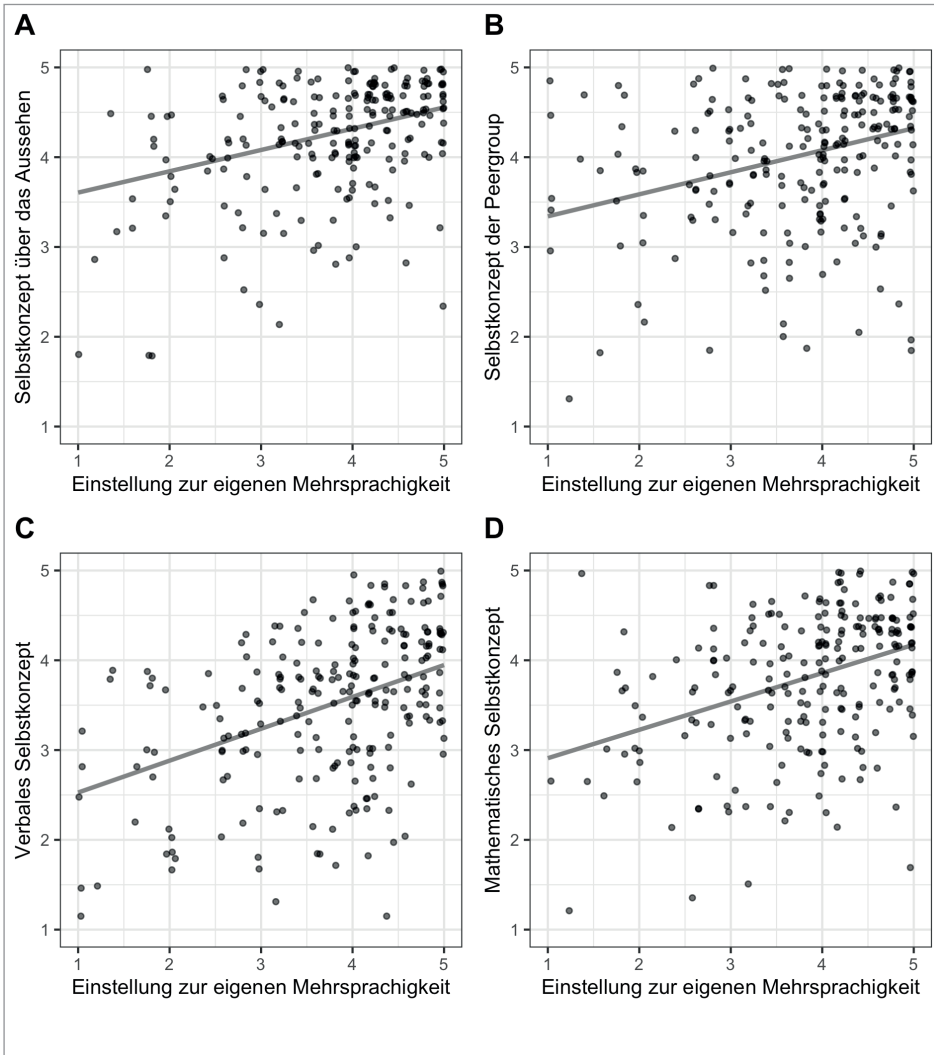 A
B
Selbstkonzept über das Aussehen
5
4
3
2
1
1 2 3 4 5
Einstellung zur eigenen Mehrsprachigkeit
Selbstkonzept der Peergroup
5
4
3
2
1
1 2 3 4 5
Einstellung zur eigenen Mehrsprachigkeit
C
D
Verbales Selbstkonzept
5
4
3
2
1
1 2 3 4 5
Einstellung zur eigenen Mehrsprachigkeit
Mathematisches Selbstkonzept
5
4
3
2
1
1 2 3 4 5
Einstellung zur eigenen Mehrsprachigkeit